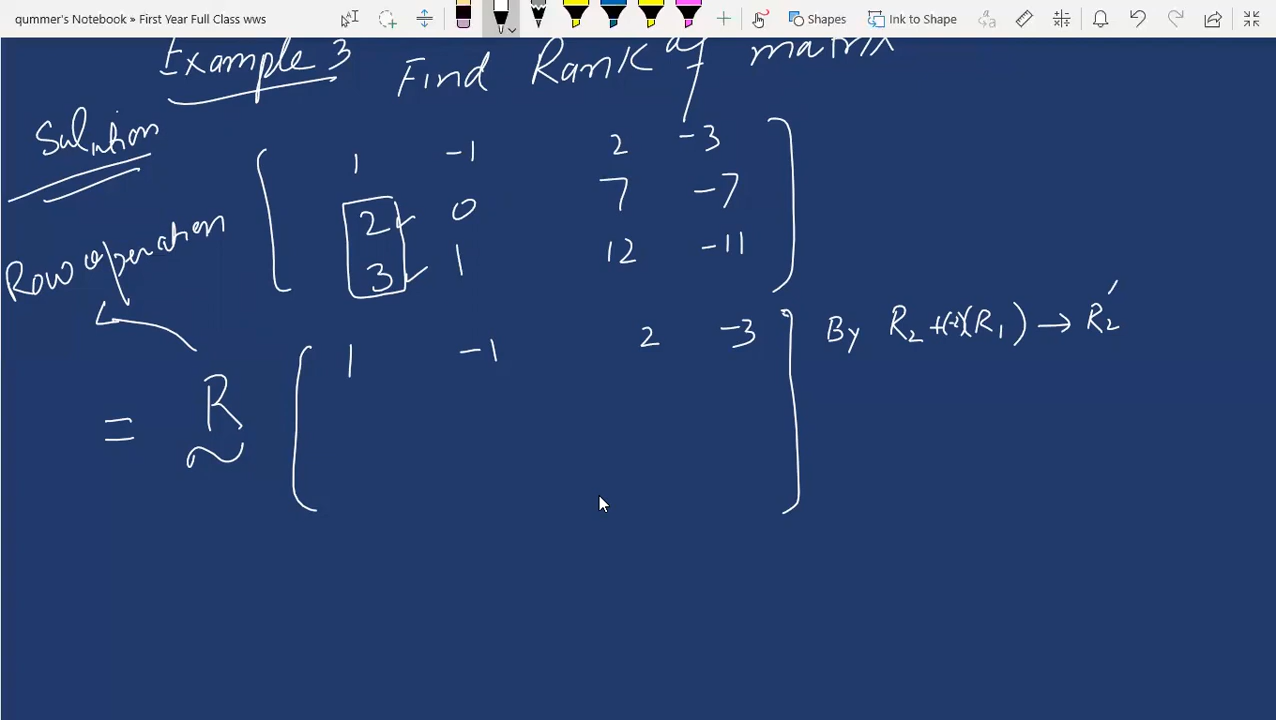 qummer's Notebook » First Year Full Class wws
Shapes
Ink to Shape
Example 3 Find Rank of matrix
Solution
1 -1 2 -3
2 0 7 -7
3 1 12 -11
Row operation
= R 1 -1 2 -3 By R2 +(-2)(R1) → R2'